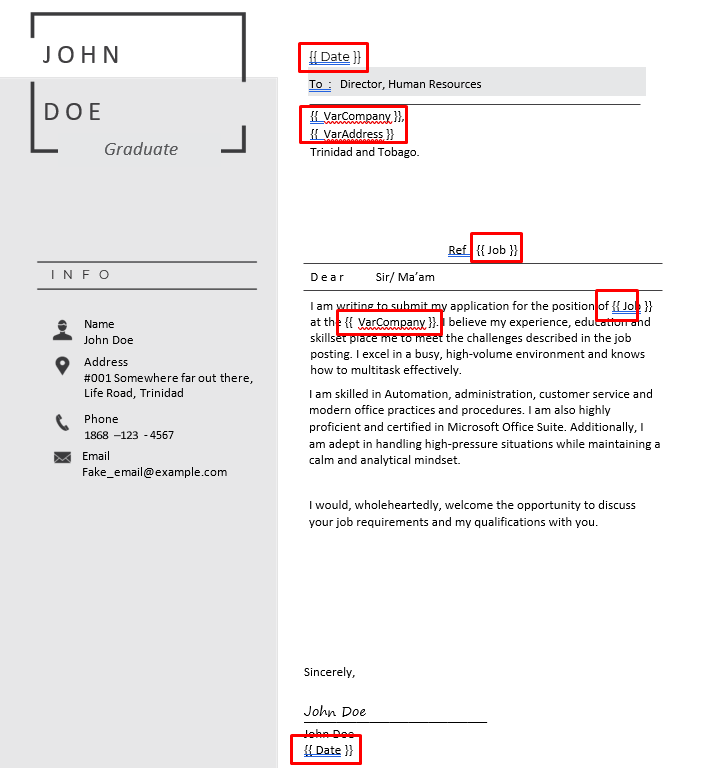 JOHN
DOE
Graduate
INFO
Name
John Doe
Address
#001 Somewhere far out there,
Life Road, Trinidad
Phone
1868 –123 - 4567
Email
Fake_email@example.com
{{ Date }}
To : Director, Human Resources
{{ VarCompany }},
{{ VarAddress }}
Trinidad and Tobago.
Ref {{ Job }}
Dear Sir/ Ma’am
I am writing to submit my application for the position of {{ Job }}
at the {{ VarCompany }}. I believe my experience, education and
skillset place me to meet the challenges described in the job
posting. I excel in a busy, high-volume environment and knows
how to multitask effectively.
I am skilled in Automation, administration, customer service and
modern office practices and procedures. I am also highly
proficient and certified in Microsoft Office Suite. Additionally, I
am adept in handling high-pressure situations while maintaining a
calm and analytical mindset.
I would, wholeheartedly, welcome the opportunity to discuss
your job requirements and my qualifications with you.
Sincerely,
John Doe
John Doe
{{ Date }}